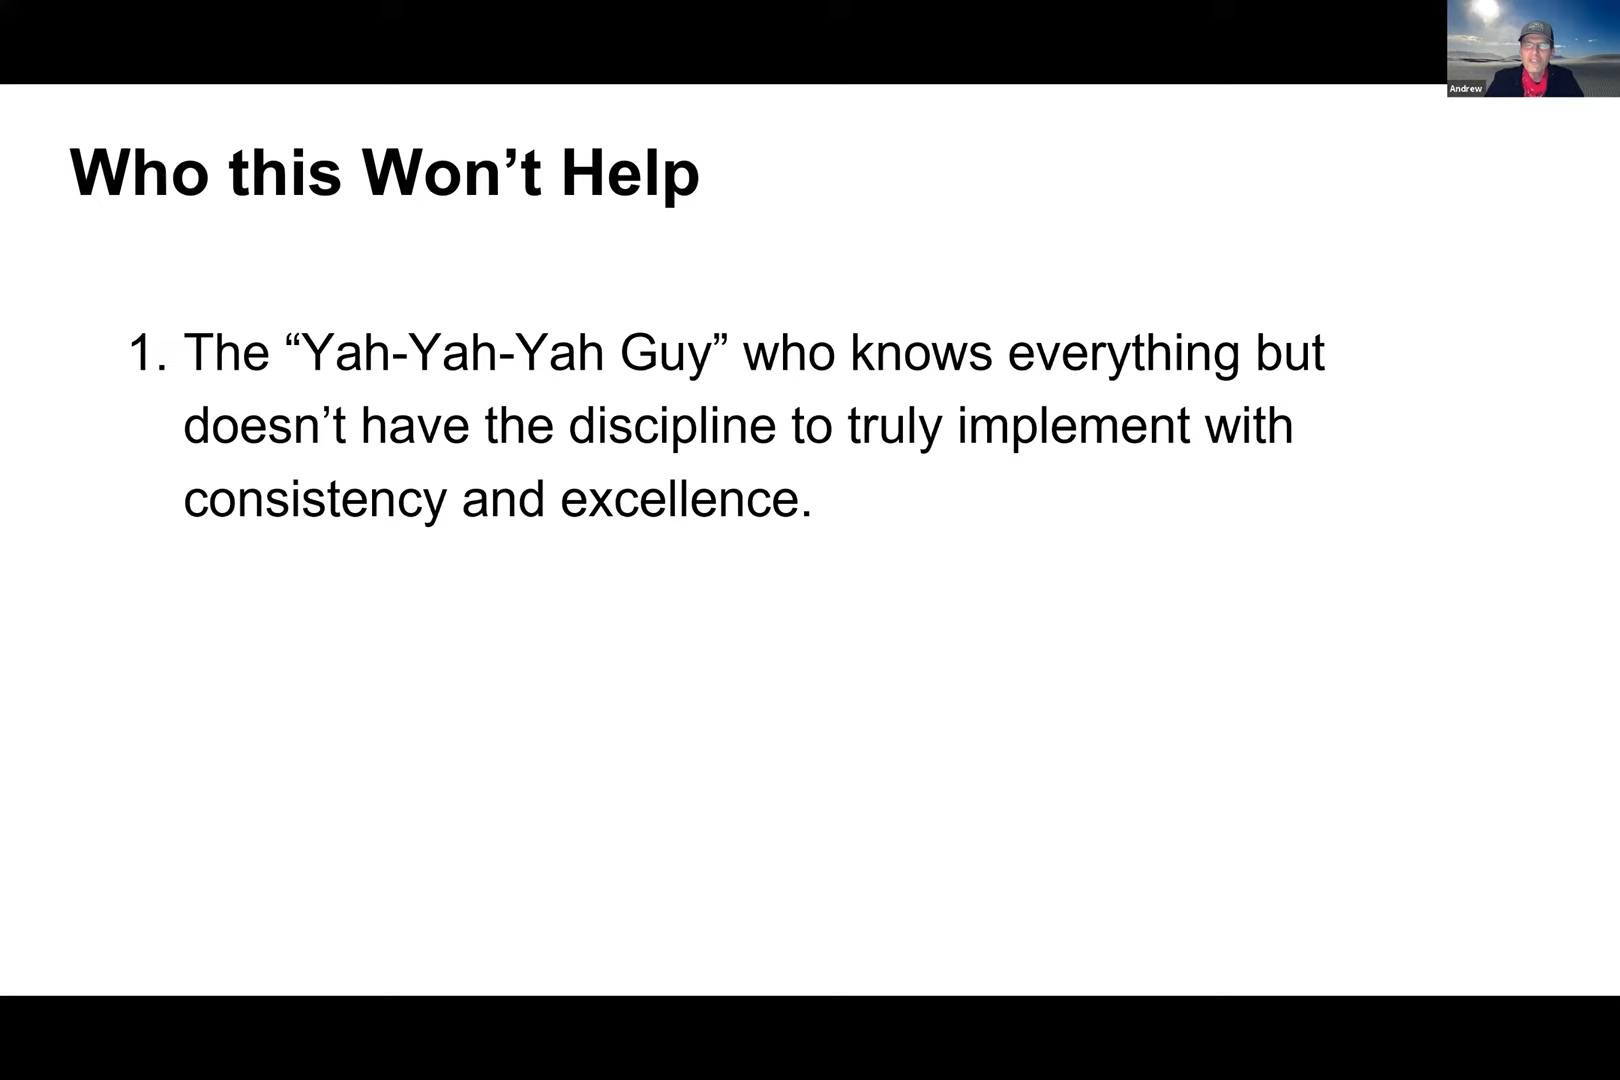 Andrew
Who this Won’t Help
1. The “Yah-Yah-Yah Guy” who knows everything but
doesn’t have the discipline to truly implement with
consistency and excellence.